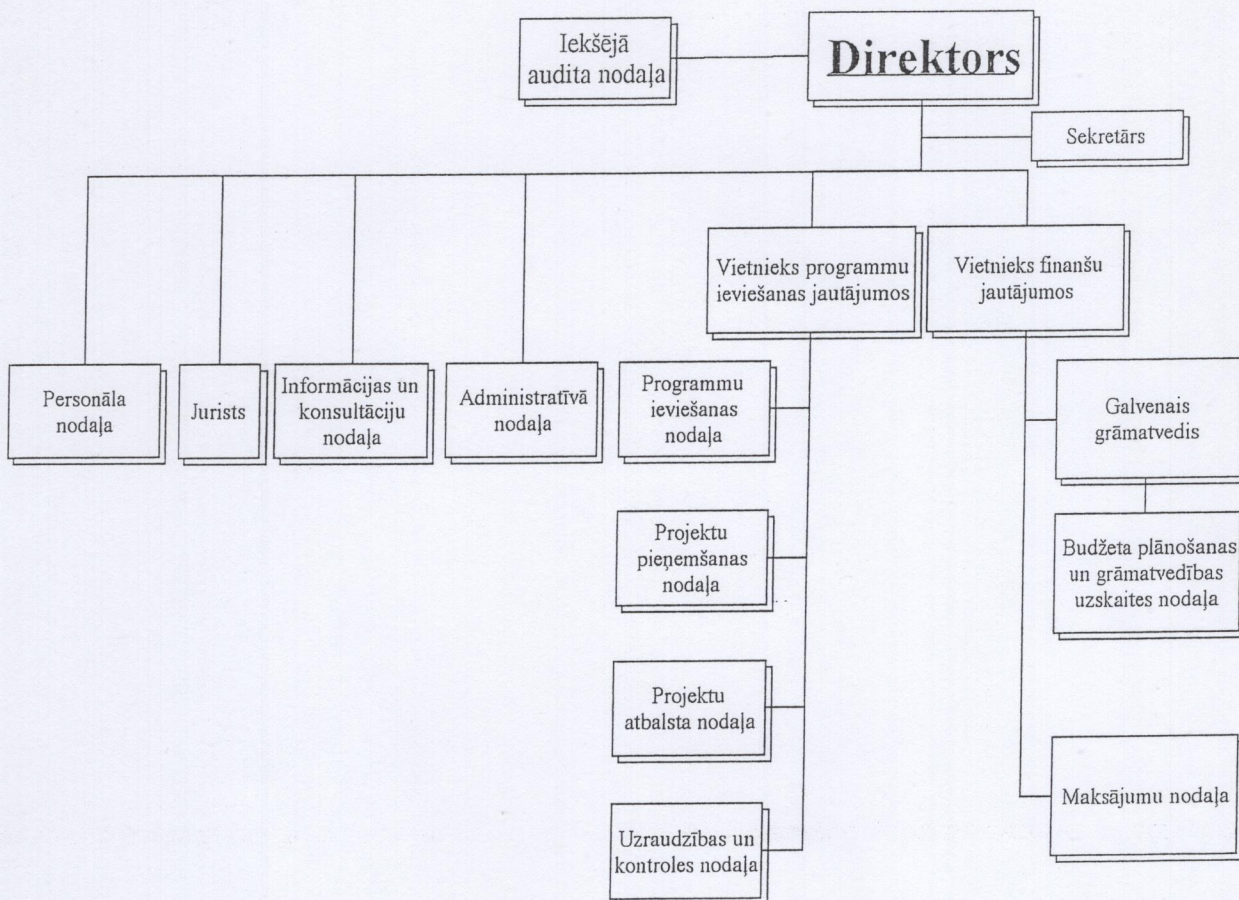 Iekšējā
audita nodaļa
Direktors
Sekretārs
Vietnieks programmu
ieviešanas jautājumos
Vietnieks finanšu
jautājumos
Personāla
nodaļa
Jurists
Informācijas un
konsultāciju
nodaļa
Administratīvā
nodaļa
Programmu
ieviešanas
nodaļa
Galvenais
grāmatvedis
Projektu
pieņemšanas
nodaļa
Budžeta plānošanas
un grāmatvedības
uzskaites nodaļa
Projektu
atbalsta nodaļa
Maksājumu nodaļa
Uzraudzības un
kontroles nodaļa